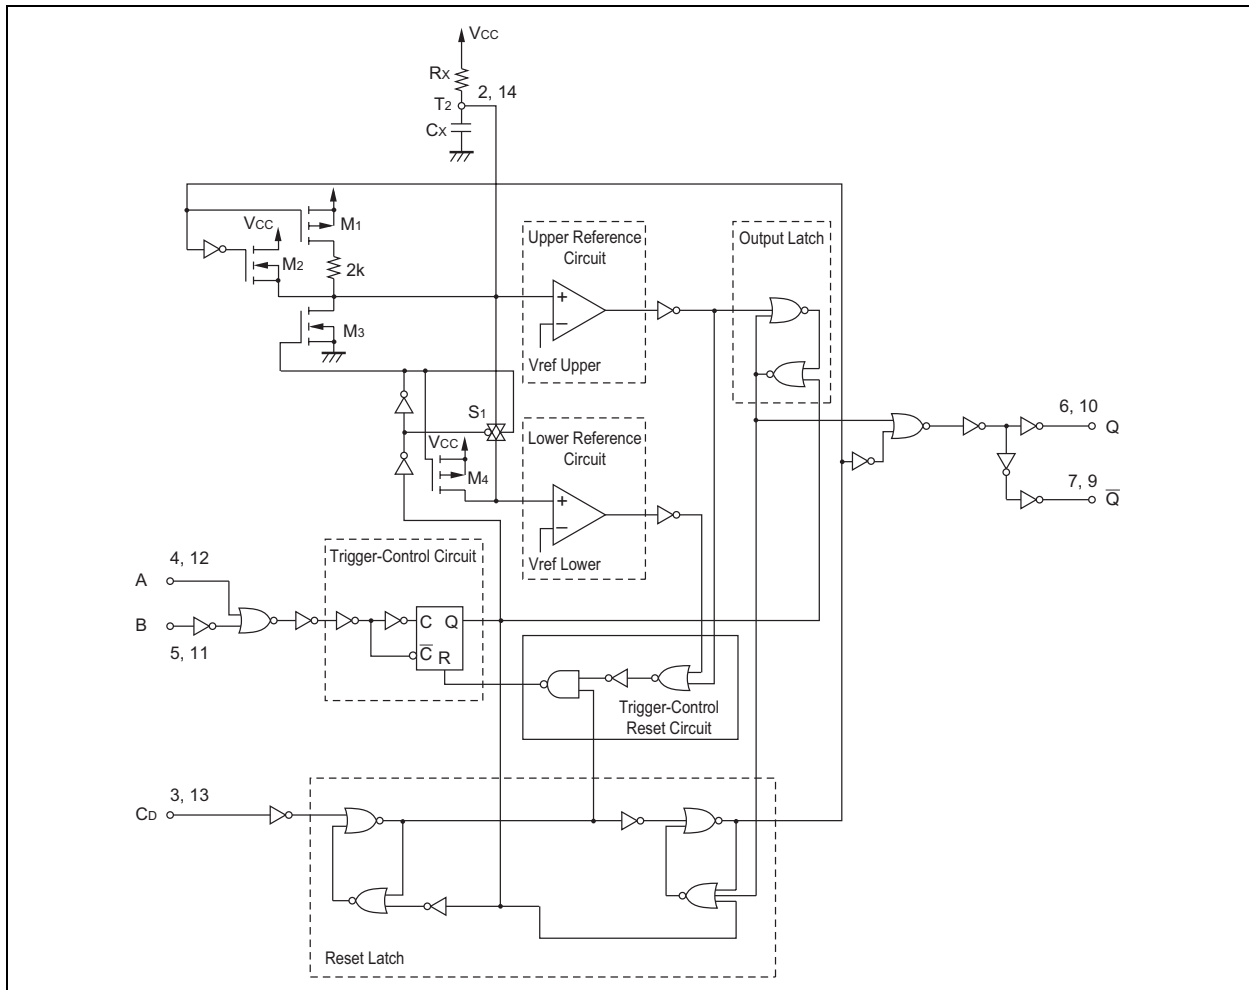 VCC
RX
T2
2, 14
CX
VCC
M1
M2
2k
M3
Upper Reference
Circuit
+
−
Vref Upper
Output Latch
S1
VCC
M4
Lower Reference
Circuit
+
−
Vref Lower
6, 10
Q
7, 9
Q̅
4, 12
A
B
5, 11
Trigger-Control Circuit
C Q
C̅ R
Trigger-Control
Reset Circuit
3, 13
CD
Reset Latch